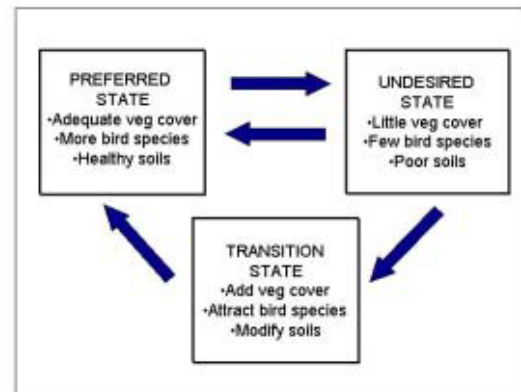 PREFERRED
STATE
•Adequate veg cover
•More bird species
•Healthy soils
UNDESIRED
STATE
•Little veg cover
•Few bird species
•Poor soils
TRANSITION
STATE
•Add veg cover
•Attract bird species
•Modify soils